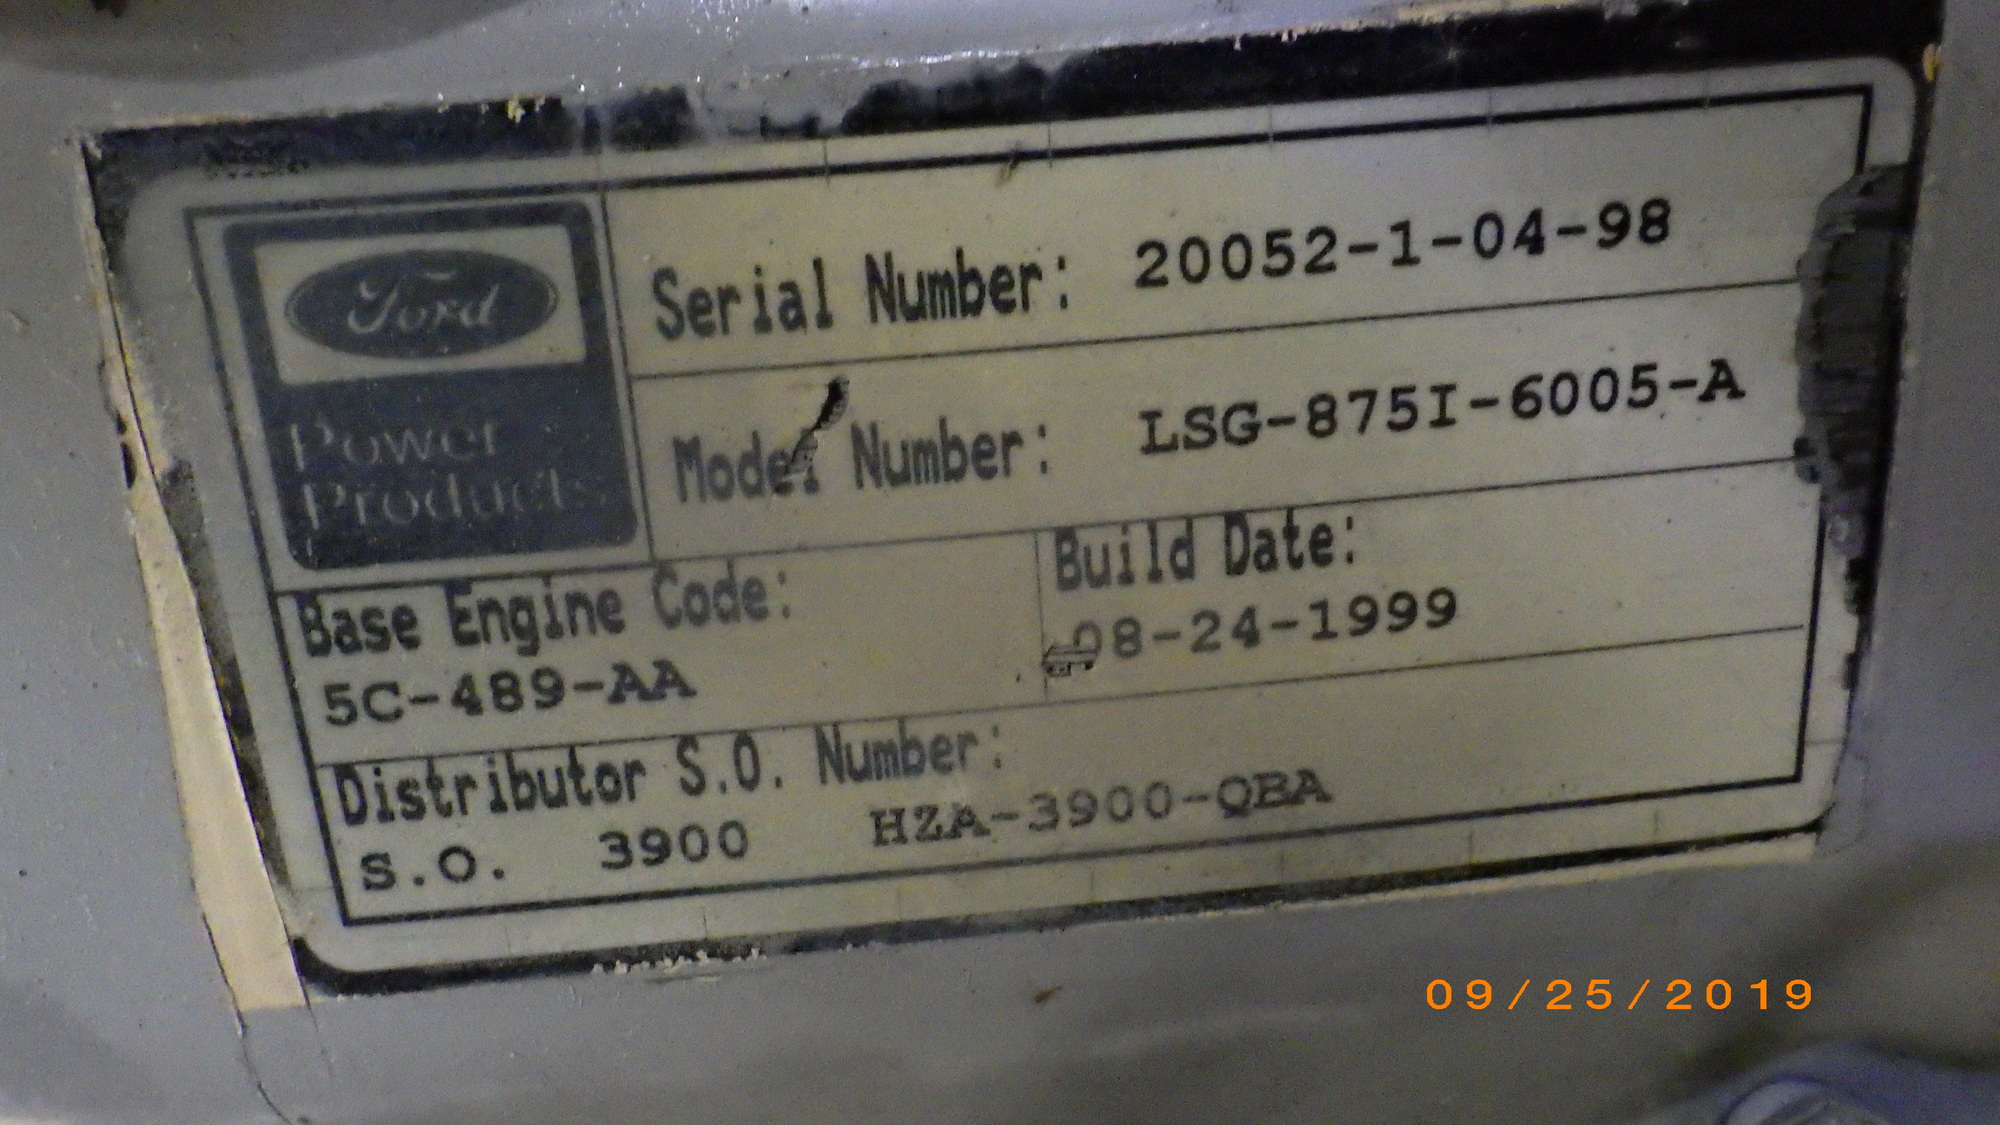 Ford
Power
Products
Serial Number: 20052-1-04-98
Model Number: LSG-875I-6005-A
Base Engine Code:
5C-489-AA
Build Date:
08-24-1999
Distributor S.O. Number:
S.O. 3900 HZA-3900-QBA
09/25/2019